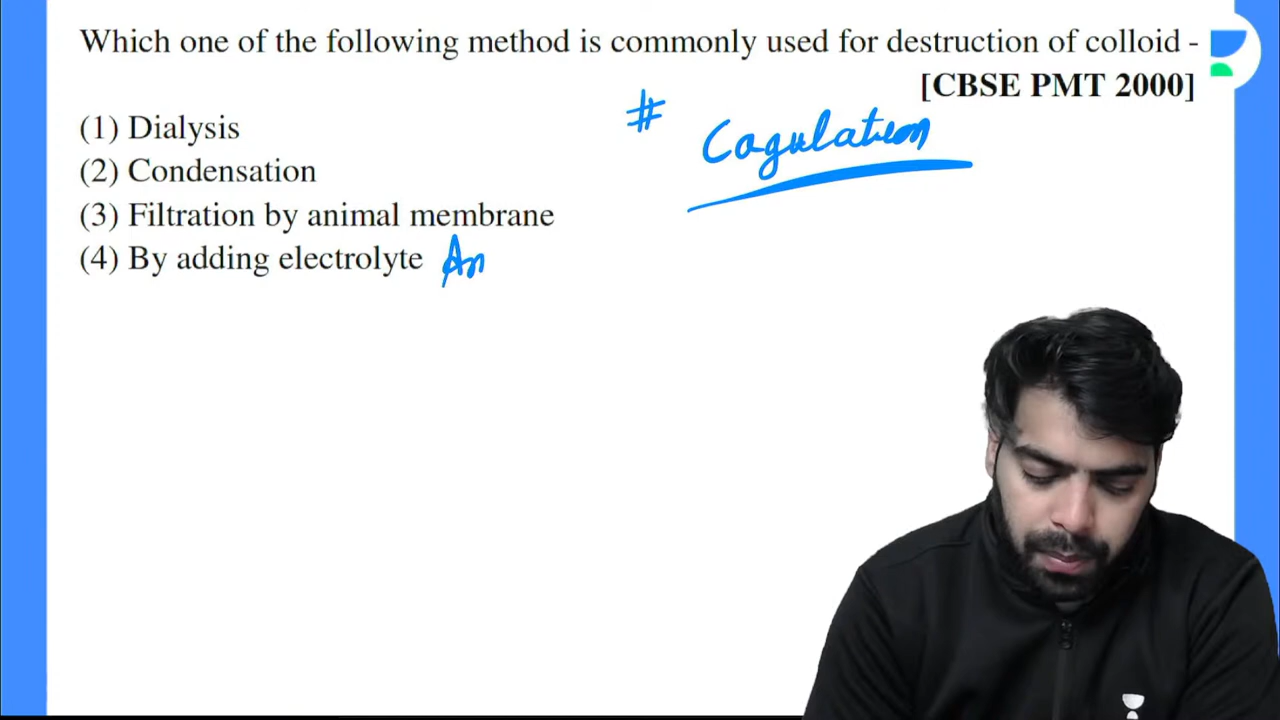 Which one of the following method is commonly used for destruction of colloid -
[CBSE PMT 2000]
# Cogulation
(1) Dialysis
(2) Condensation
(3) Filtration by animal membrane
(4) By adding electrolyte An